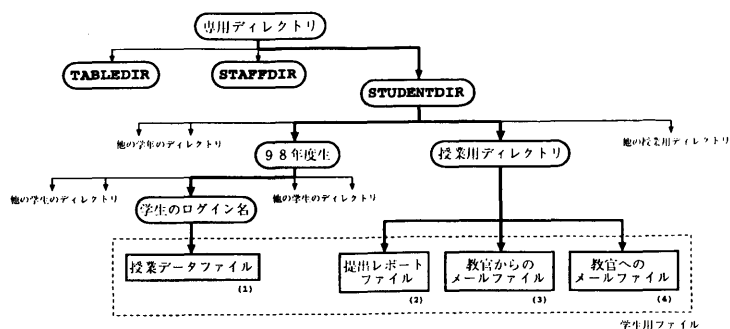 専用ディレクトリ
TABLEDIR
STAFFDIR
STUDENTDIR
他の学年のディレクトリ
98年度生
授業用ディレクトリ
他の授業用ディレクトリ
他の学生のディレクトリ
学生のログイン名
他の学生のディレクトリ
授業データファイル
(1)
提出レポート
ファイル
(2)
教官からの
メールファイル
(3)
教官への
メールファイル
(4)
学生用ファイル